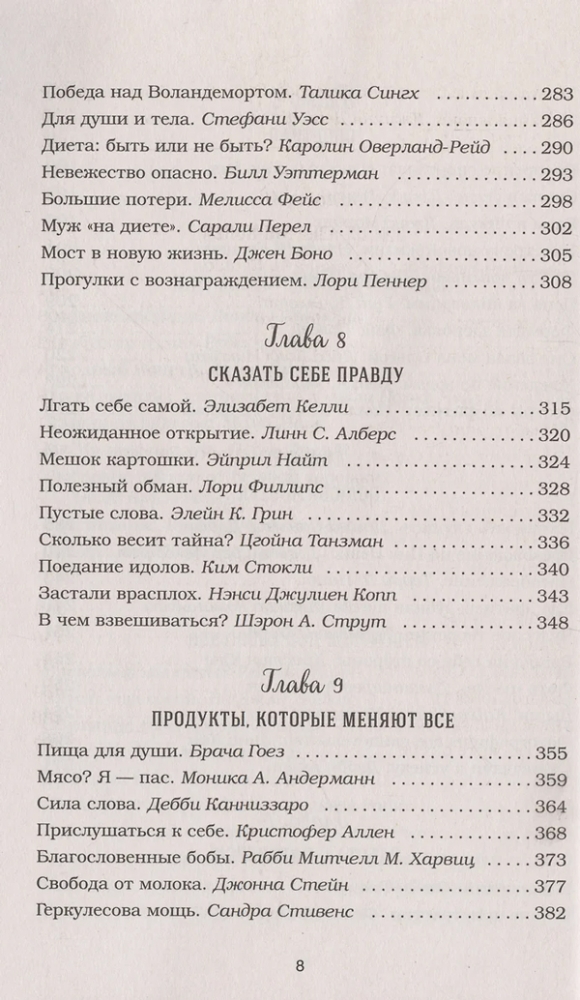 Победа над Воландемортом. Талика Сингх ...........283
Для души и тела. Стефани Уэсс ....................286
Диета: быть или не быть? Каролин Оверланд-Рейд ....290
Невежество опасно. Билл Уэттерман ...............293
Большие потери. Мелисса Фейс ....................298
Муж «на диете». Сарали Перел .....................302
Мост в новую жизнь. Джен Боно ...................305
Прогулки с вознаграждением. Лори Пеннер ..........308
Глава 8
СКАЗАТЬ СЕБЕ ПРАВДУ
Лгать себе самой. Элизабет Келли .................315
Неожиданное открытие. Линн С. Алберс .............320
Мешок картошки. Эйприл Найт ....................324
Полезный обман. Лори Филлипс ....................328
Пустые слова. Элейн К. Грин ......................332
Сколько весит тайна? Цгойна Танзман ..............336
Поедание идолов. Ким Стокли .....................340
Застали врасплох. Нэнси Джулиен Копп .............343
В чем взвешиваться? Шэрон А. Струт ...............348
Глава 9
ПРОДУКТЫ, КОТОРЫЕ МЕНЯЮТ ВСЕ
Пища для души. Брача Гоез ........................355
Мясо? Я — пас. Моника А. Андерманн ..............359
Сила слова. Дебби Канниззаро .....................364
Прислушаться к себе. Кристофер Аллен .............368
Благословенные бобы. Рабби Митчелл М. Харвиц .....373
Свобода от молока. Джонна Стейн .................377
Геркулесова мощь. Сандра Стивенс ................382
8